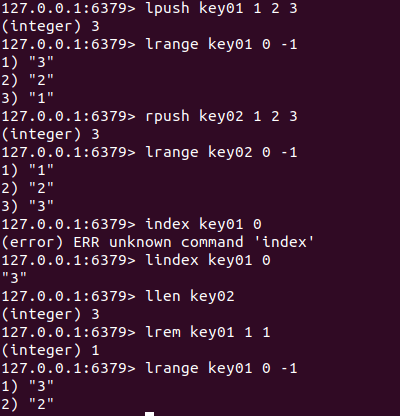 127.0.0.1:6379> lpush key01 1 2 3
(integer) 3
127.0.0.1:6379> lrange key01 0 -1
1) "3"
2) "2"
3) "1"
127.0.0.1:6379> rpush key02 1 2 3
(integer) 3
127.0.0.1:6379> lrange key02 0 -1
1) "1"
2) "2"
3) "3"
127.0.0.1:6379> index key01 0
(error) ERR unknown command 'index'
127.0.0.1:6379> lindex key01 0
"3"
127.0.0.1:6379> llen key02
(integer) 3
127.0.0.1:6379> lrem key01 1 1
(integer) 1
127.0.0.1:6379> lrange key01 0 -1
1) "3"
2) "2"